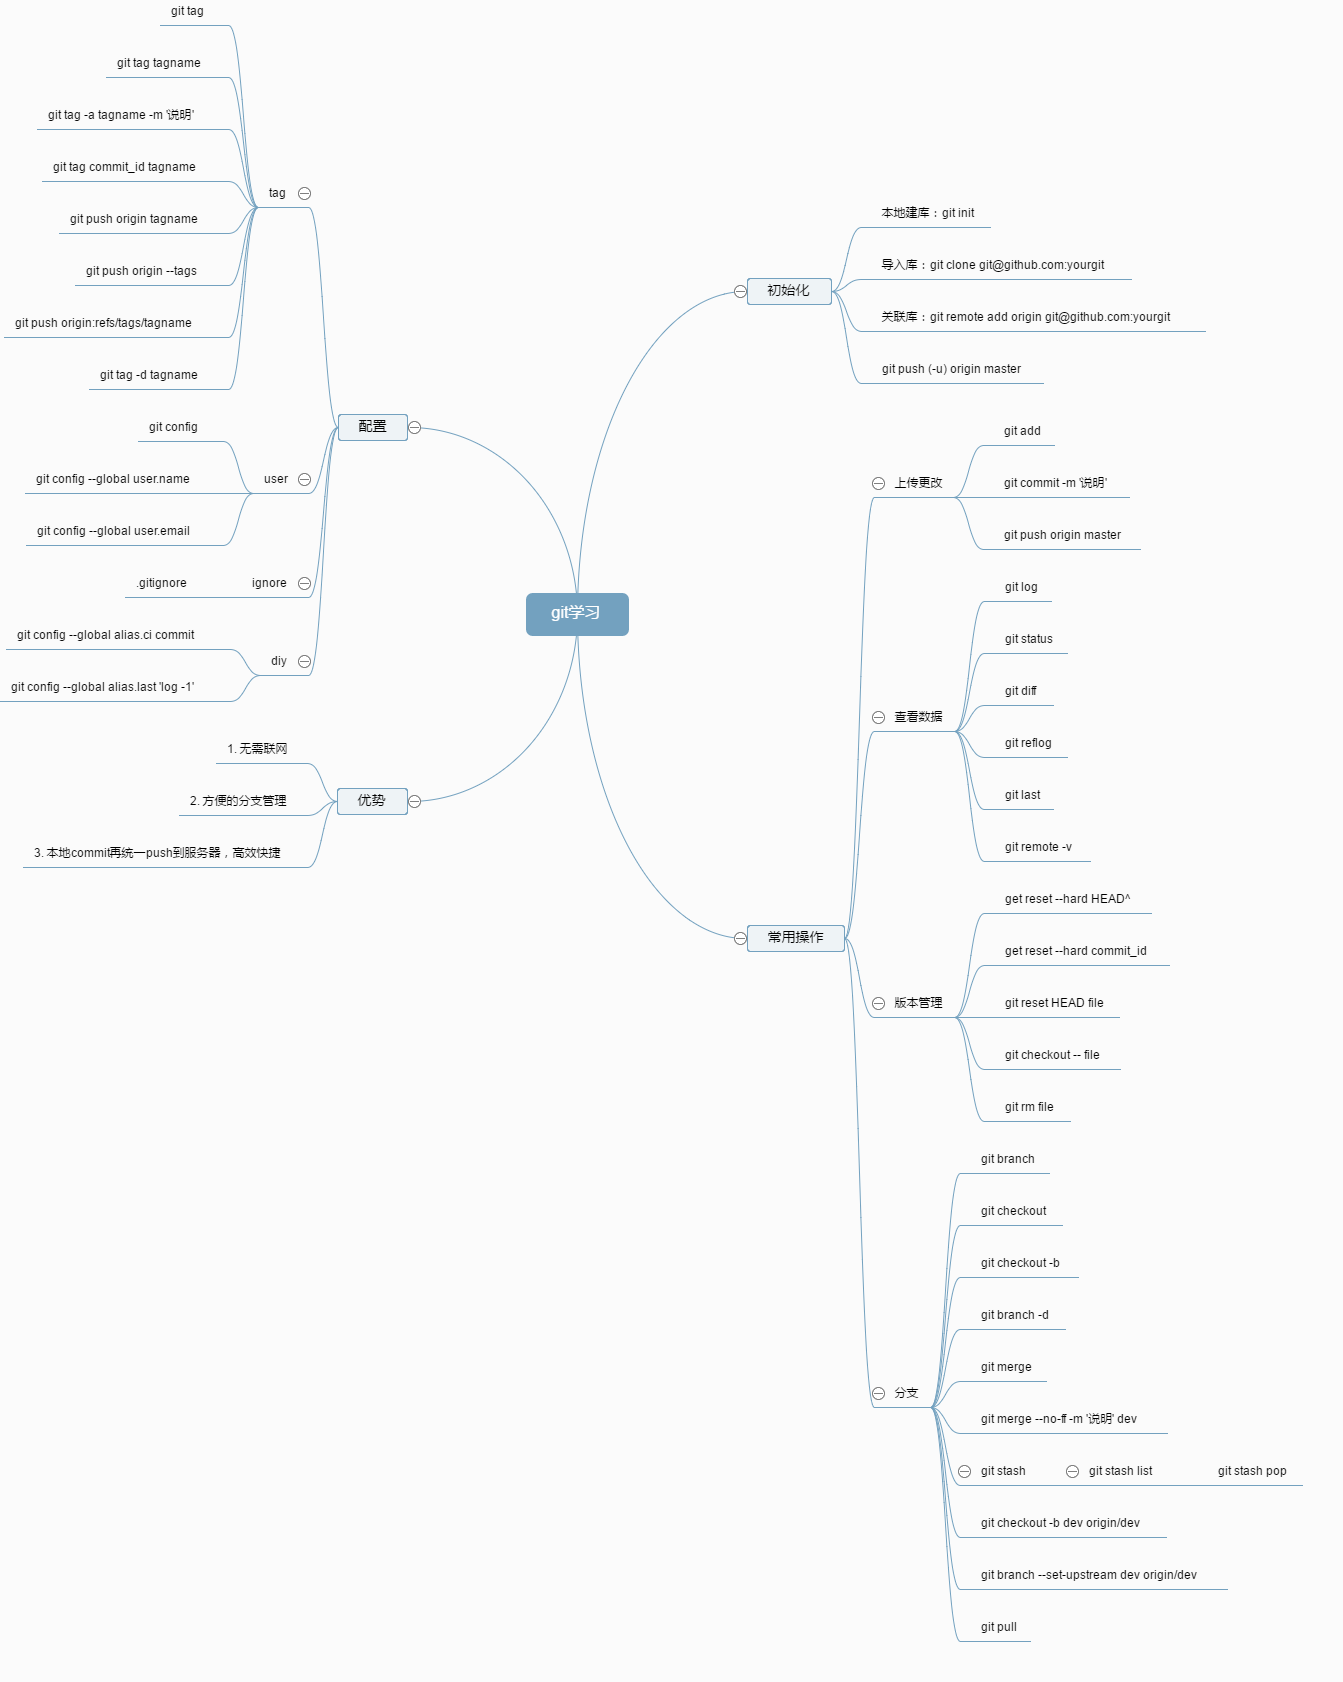 git学习
初始化
本地建库：git init
导入库：git clone git@github.com:yourgit
关联库：git remote add origin git@github.com:yourgit
git push (-u) origin master
常用操作
上传更改
git add
git commit -m '说明'
git push origin master
查看数据
git log
git status
git diff
git reflog
git last
git remote -v
版本管理
get reset --hard HEAD^
get reset --hard commit_id
git reset HEAD file
git checkout -- file
git rm file
分支
git branch
git checkout
git checkout -b
git branch -d
git merge
git merge --no-ff -m '说明' dev
git stash
git stash list
git stash pop
git checkout -b dev origin/dev
git branch --set-upstream dev origin/dev
git pull
配置
tag
git tag
git tag tagname
git tag -a tagname -m '说明'
git tag commit_id tagname
git push origin tagname
git push origin --tags
git push origin:refs/tags/tagname
git tag -d tagname
user
git config
git config --global user.name
git config --global user.email
ignore
.gitignore
diy
git config --global alias.ci commit
git config --global alias.last 'log -1'
优势
1. 无需联网
2. 方便的分支管理
3. 本地commit再统一push到服务器，高效快捷